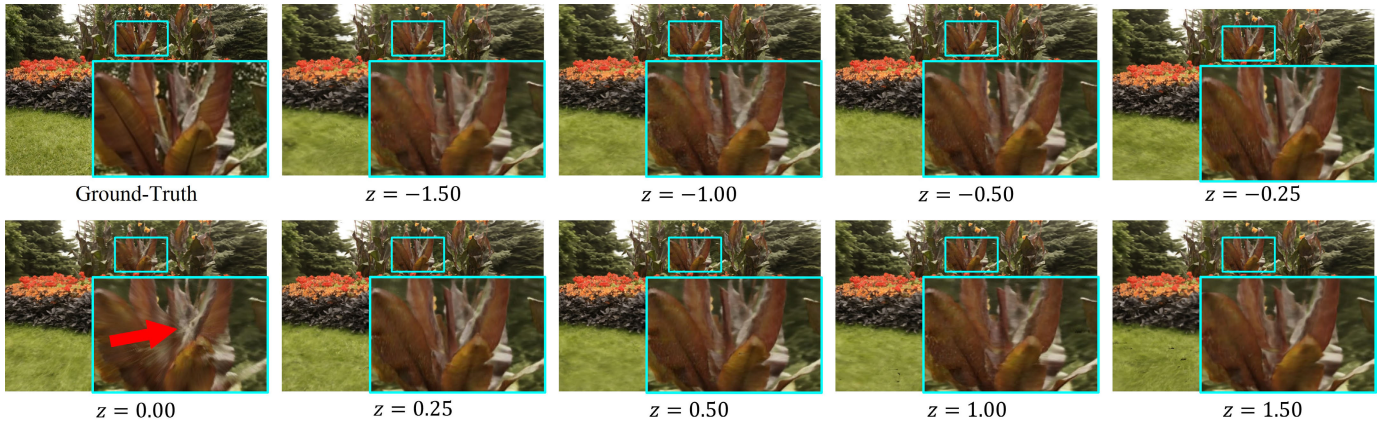 Ground-Truth
z = −1.50
z = −1.00
z = −0.50
z = −0.25
z = 0.00
z = 0.25
z = 0.50
z = 1.00
z = 1.50